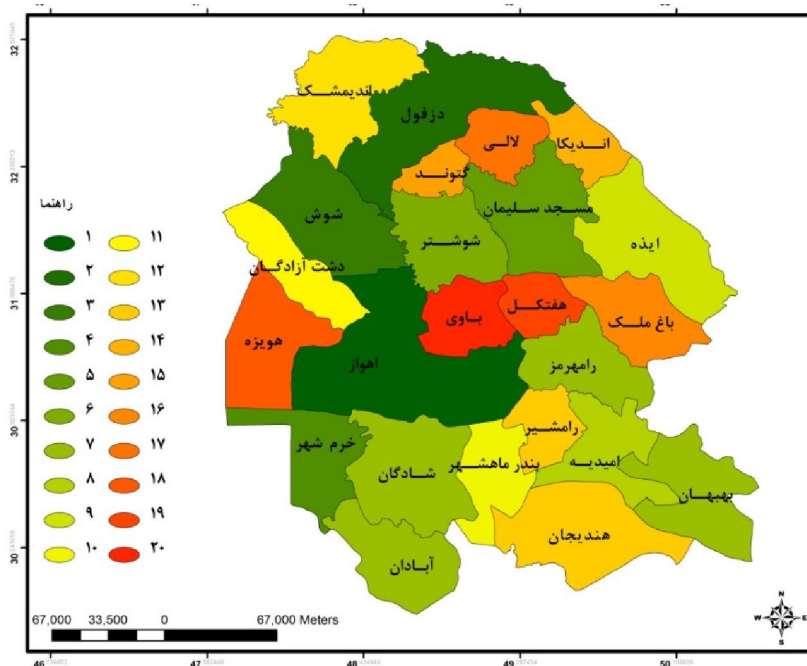 اندیمشک
دزفول
لالی
اندیکا
گتوند
مسجد سلیمان
شوش
شوشتر
ایذه
دشت آزادگان
هفتکل
باوی
باغ ملک
هویزه
اهواز
رامهرمز
رامشیر
خرم شهر
شادگان
بندر ماهشهر
امیدیه
بهبهان
هندیجان
آبادان
راهنما
۱ ۱۱
۲ ۱۲
۳ ۱۳
۴ ۱۴
۵ ۱۵
۶ ۱۶
۷ ۱۷
۸ ۱۸
۹ ۱۹
۱۰ ۲۰
67,000 33,500 0 67,000 Meters
N
W E
S
32
32
31
30
30
46 47 48 49 50